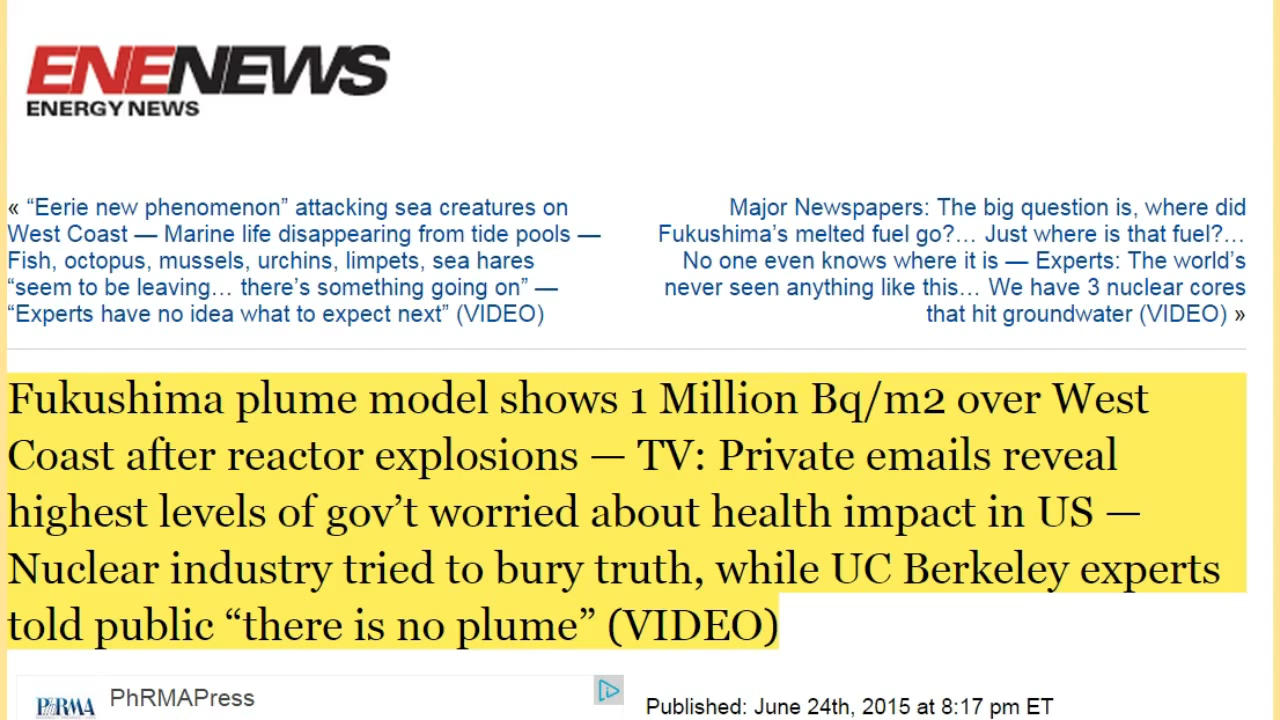 ENENEWS
ENERGY NEWS
« “Eerie new phenomenon” attacking sea creatures on
West Coast — Marine life disappearing from tide pools —
Fish, octopus, mussels, urchins, limpets, sea hares
“seem to be leaving… there’s something going on” —
“Experts have no idea what to expect next” (VIDEO)
Major Newspapers: The big question is, where did
Fukushima’s melted fuel go?… Just where is that fuel?…
No one even knows where it is — Experts: The world’s
never seen anything like this… We have 3 nuclear cores
that hit groundwater (VIDEO) »
Fukushima plume model shows 1 Million Bq/m2 over West
Coast after reactor explosions — TV: Private emails reveal
highest levels of gov’t worried about health impact in US —
Nuclear industry tried to bury truth, while UC Berkeley experts
told public “there is no plume” (VIDEO)
PhRMA
PhRMAPress
Published: June 24th, 2015 at 8:17 pm ET